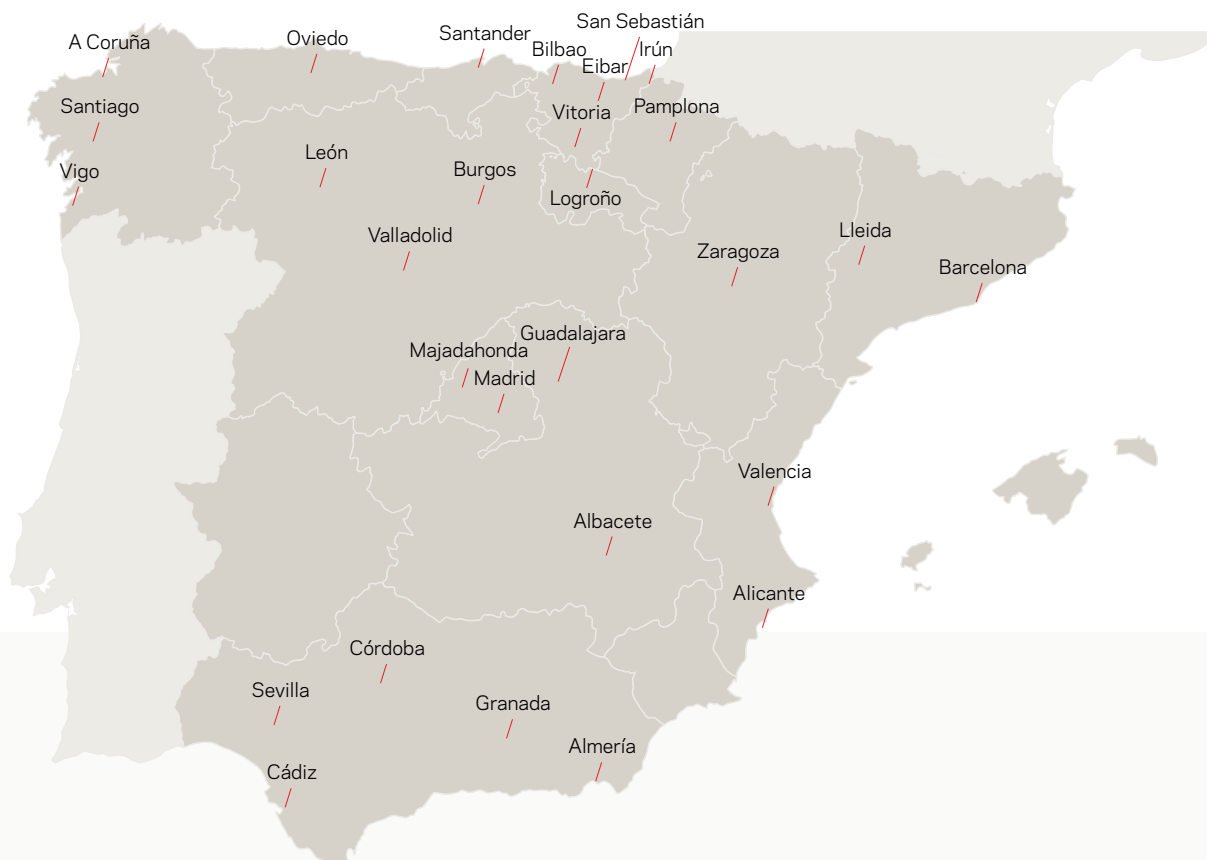 San Sebastián
A Coruña
Oviedo
Santander
Bilbao
Irún
Eibar
Santiago
Vitoria
Pamplona
León
Vigo
Burgos
Logroño
Valladolid
Lleida
Zaragoza
Barcelona
Guadalajara
Majadahonda
Madrid
Valencia
Albacete
Alicante
Córdoba
Sevilla
Granada
Almería
Cádiz